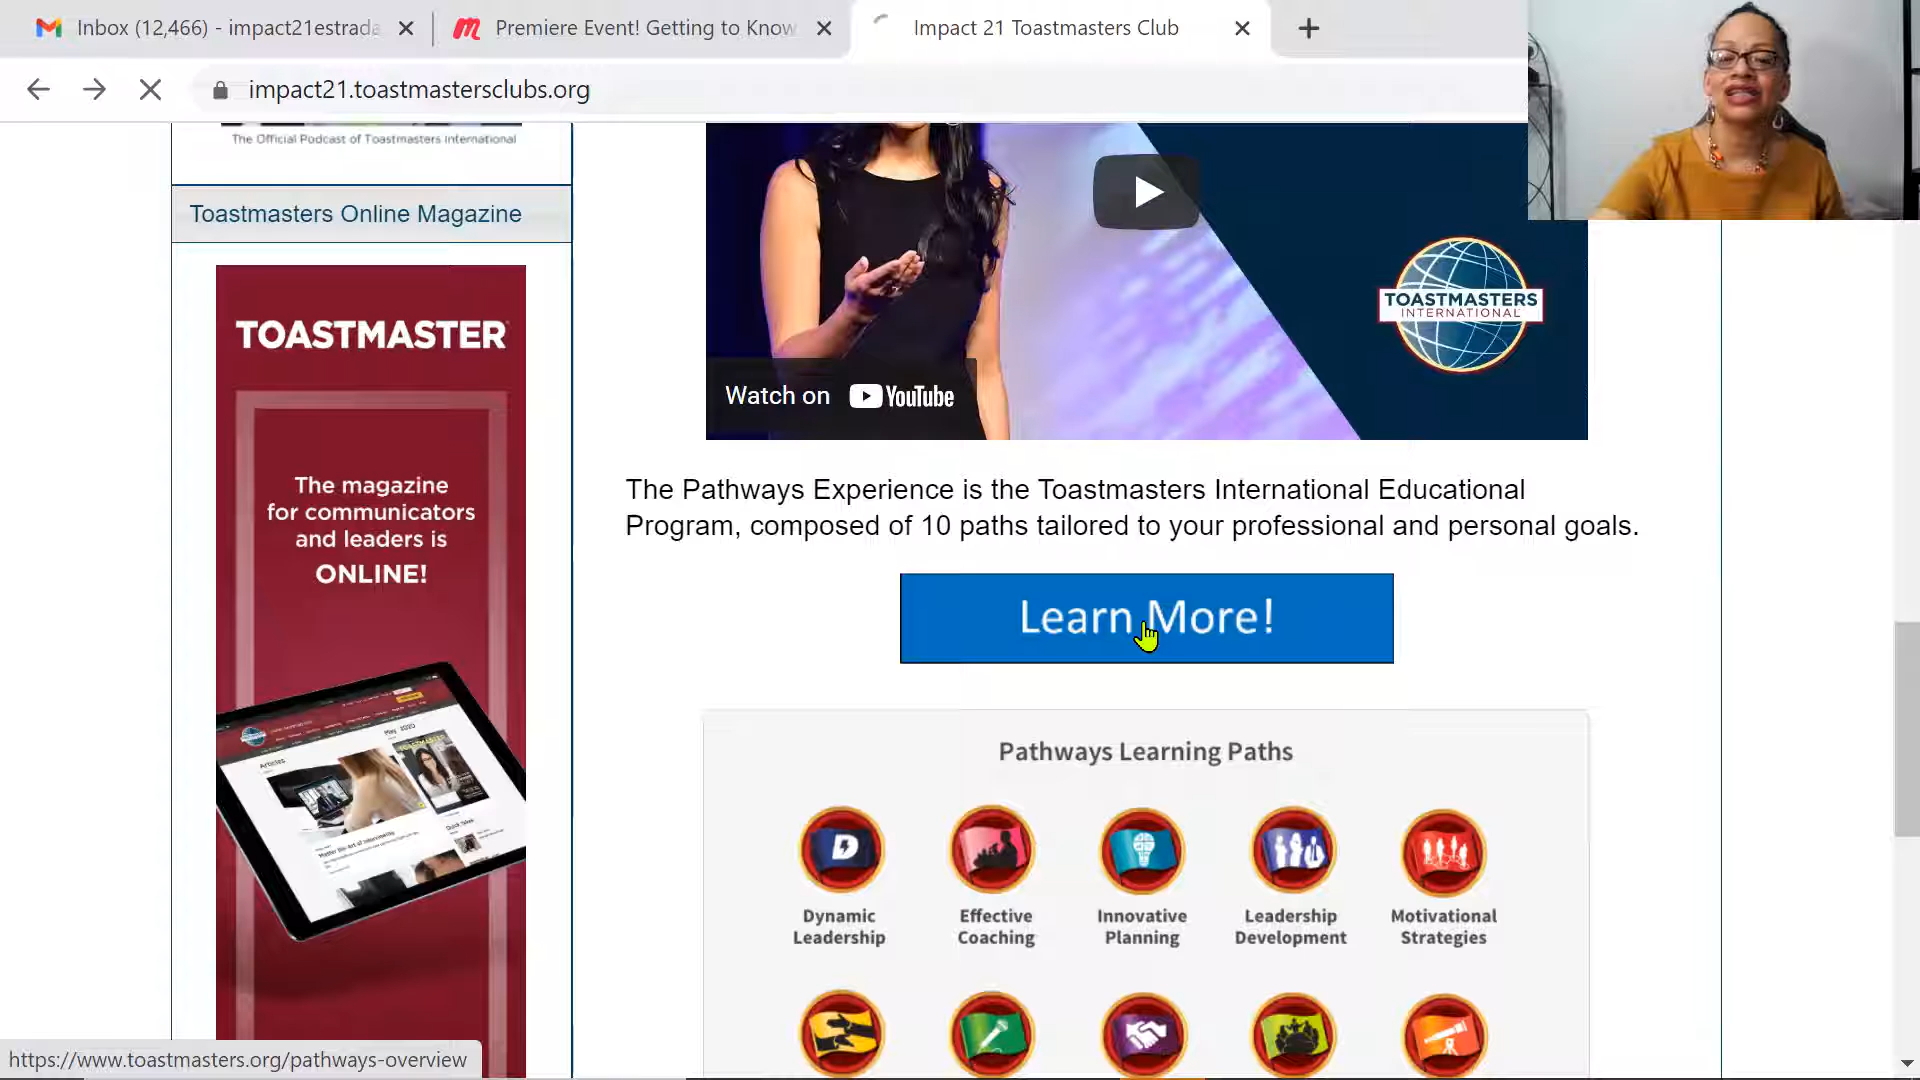 Inbox (12,466) - impact21estrada
Premiere Event! Getting to Know
Impact 21 Toastmasters Club
impact21.toastmastersclubs.org
The Official Podcast of Toastmasters International
Toastmasters Online Magazine
TOASTMASTER
The magazine
for communicators
and leaders is
ONLINE!
Articles
May 2020
TOASTMASTERS
INTERNATIONAL
Watch on YouTube
The Pathways Experience is the Toastmasters International Educational
Program, composed of 10 paths tailored to your professional and personal goals.
Learn More!
Pathways Learning Paths
Dynamic
Leadership
Effective
Coaching
Innovative
Planning
Leadership
Development
Motivational
Strategies
https://www.toastmasters.org/pathways-overview